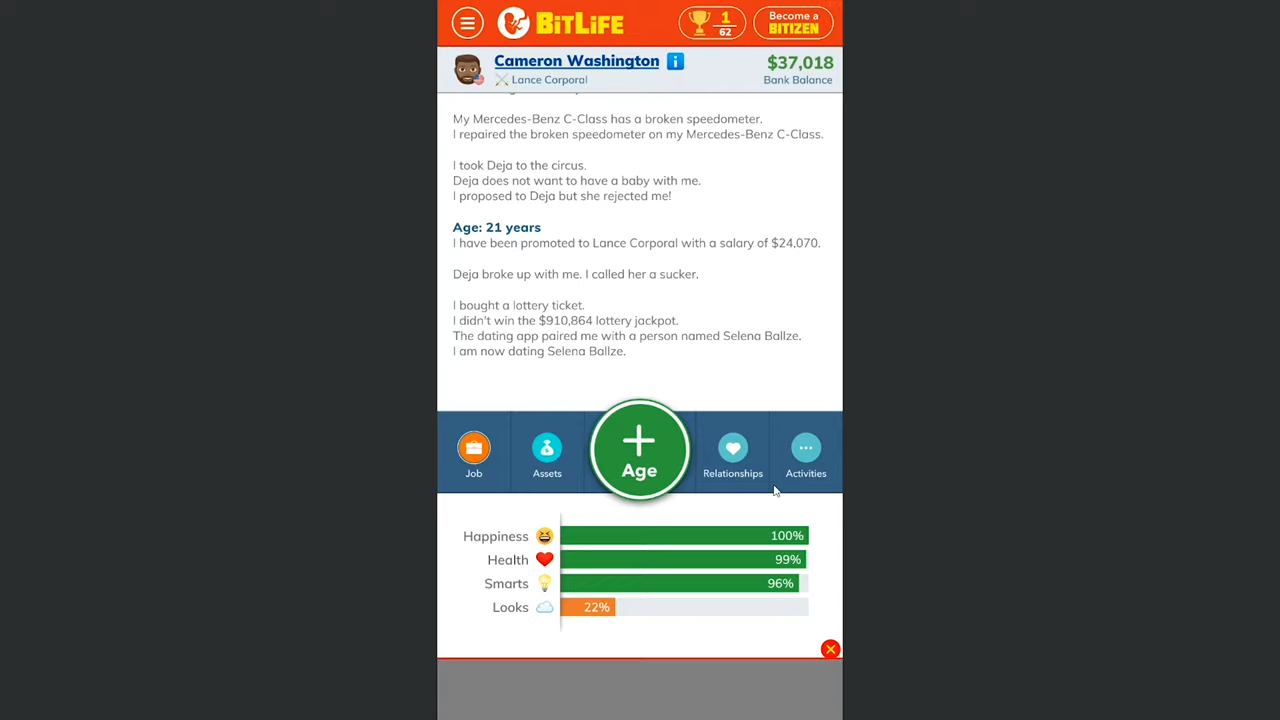 BITLIFE
1
62
Become a
BITIZEN
Cameron Washington
i
Lance Corporal
$37,018
Bank Balance
My Mercedes-Benz C-Class has a broken speedometer.
I repaired the broken speedometer on my Mercedes-Benz C-Class.
I took Deja to the circus.
Deja does not want to have a baby with me.
I proposed to Deja but she rejected me!
Age: 21 years
I have been promoted to Lance Corporal with a salary of $24,070.
Deja broke up with me. I called her a sucker.
I bought a lottery ticket.
I didn't win the $910,864 lottery jackpot.
The dating app paired me with a person named Selena Ballze.
I am now dating Selena Ballze.
Job
Assets
+
Age
Relationships
Activities
Happiness 100%
Health 99%
Smarts 96%
Looks 22%